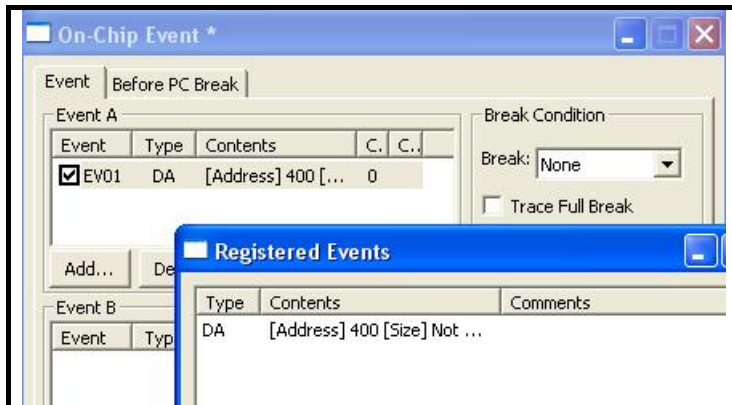 On-Chip Event *
Event Before PC Break
Event A
Event Type Contents C. C..
EV01 DA [Address] 400 [... 0
Add... De
Break Condition
Break: None
Trace Full Break
Event B
Event Typ
Registered Events
Type Contents Comments
DA [Address] 400 [Size] Not ...